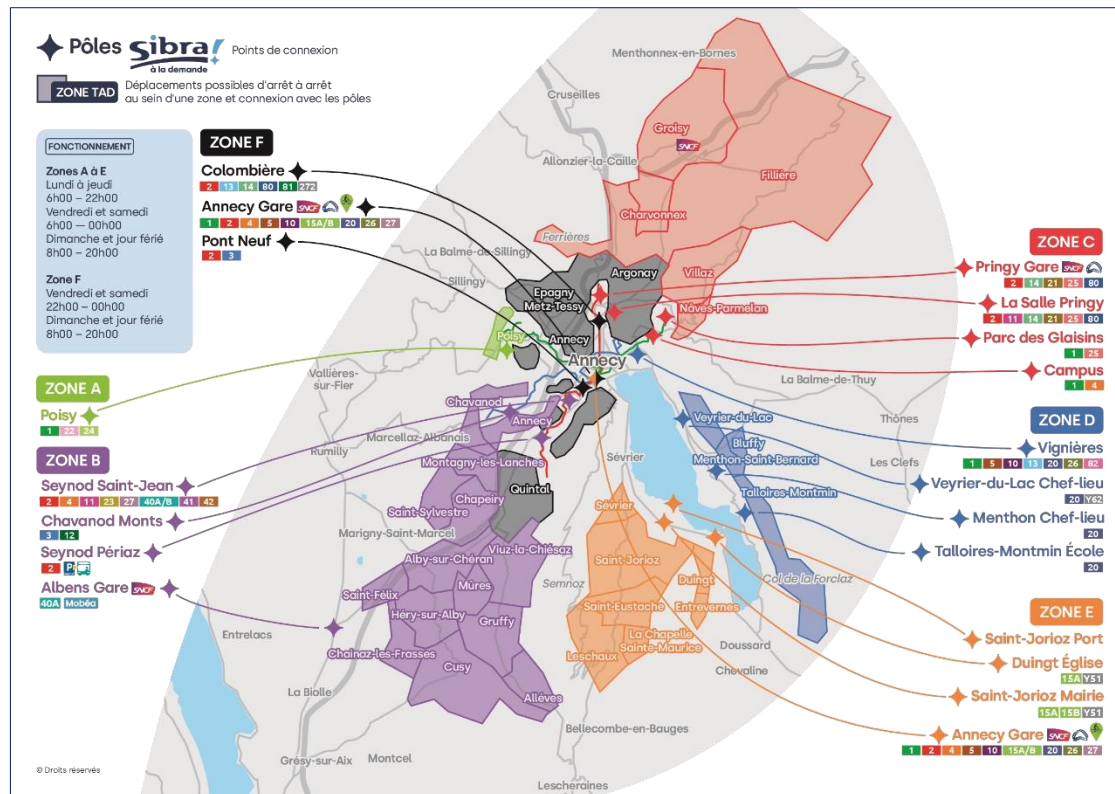 Pôles Sibra! à la demande Points de connexion
ZONE TAD Déplacements possibles d'arrêt à arrêt
au sein d'une zone et connexion avec les pôles
FONCTIONNEMENT
Zones A à E
Lundi à jeudi
6h00 – 22h00
Vendredi et samedi
6h00 — 00h00
Dimanche et jour férié
8h00 – 20h00
Zone F
Vendredi et samedi
22h00 – 00h00
Dimanche et jour férié
8h00 – 20h00
ZONE F
Colombière
2 13 14 80 81 272
Annecy Gare SNCF
1 2 4 5 10 15A/B 20 26 27
Pont Neuf
2 3
ZONE A
Poisy
1 22 24
ZONE B
Seynod Saint-Jean
2 4 11 23 27 40A/B 41 42
Chavanod Monts
3 12
Seynod Périaz
2 P+
Albens Gare SNCF
40A Mobéa
Menthonnex-en-Bornes
Cruseilles
Groisy
SNCF
Allonzier-la-Caille
Fillière
Charvonnex
Ferrières
La Balme-de-Sillingy
Sillingy
Argonay
Villaz
Epagny
Metz-Tessy
Nâves-Parmelan
Annecy
Poisy
Annecy
Vallières-
sur-Fier
La Balme-de-Thuy
Thônes
Chavanod
Annecy
Veyrier-du-Lac
Marcellaz-Albanais
Bluffy
Rumilly
Sévrier
Menthon-Saint-Bernard
Les Clefs
Montagny-les-Lanches
Quintal
Talloires-Montmin
Chapeiry
Sévrier
Saint-Sylvestre
Marigny-Saint-Marcel
Viuz-la-Chiésaz
Saint-Jorioz
Alby-sur-Chéran
Semnoz
Duingt
Col de la Forclaz
Mûres
Saint-Félix
Saint-Eustache
Entrevernes
Héry-sur-Alby
Gruffy
Entrelacs
La Chapelle
Sainte-Maurice
Doussard
Chainaz-les-Frasses
Leschaux
Chevaline
Cusy
La Biolle
Allèves
Bellecombe-en-Bauges
Montcel
Grésy-sur-Aix
Lescheraines
ZONE C
Pringy Gare SNCF
2 14 21 25 80
La Salle Pringy
2 11 14 21 25 80
Parc des Glaisins
1 25
Campus
1 4
ZONE D
Vignières
1 5 10 13 20 26 82
Veyrier-du-Lac Chef-lieu
20 Y62
Menthon Chef-lieu
20
Talloires-Montmin École
20
ZONE E
Saint-Jorioz Port
Duingt Église
15A Y51
Saint-Jorioz Mairie
15A 15B Y51
Annecy Gare SNCF
1 2 4 5 10 15A/B 20 26 27
© Droits réservés